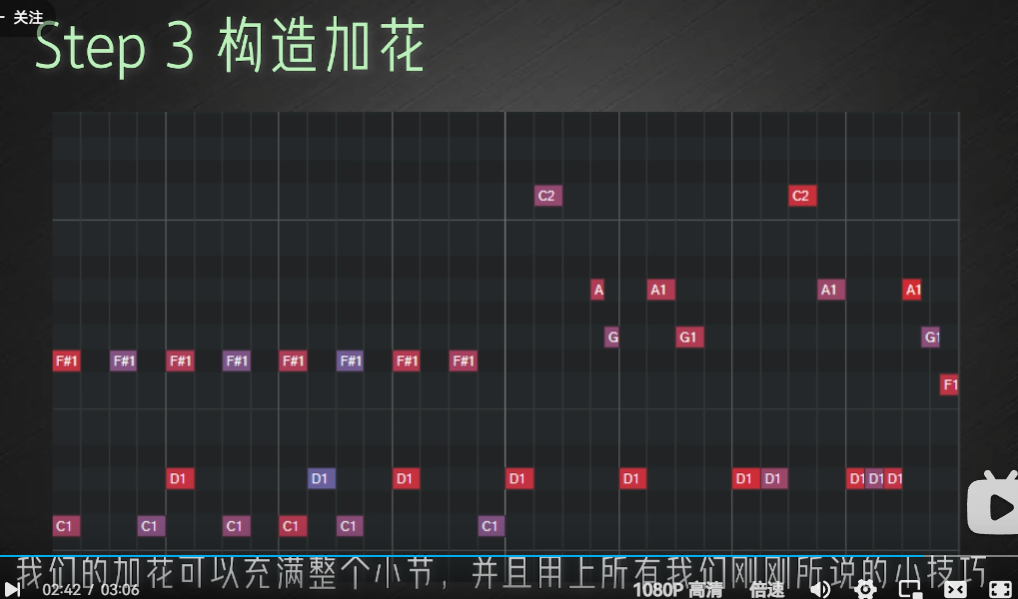 关注
Step 3 构造加花
C2 C2
A A1 A1 A1
G G1 G1
F#1 F#1 F#1 F#1 F#1 F#1 F#1 F#1
F1
D1 D1 D1 D1 D1 D1 D1 D1 D1 D1
C1 C1 C1 C1 C1 C1
我们的加花可以充满整个小节，并且用上所有我们刚刚所说的小技巧
02:42 / 03:06 1080P 高清 倍速